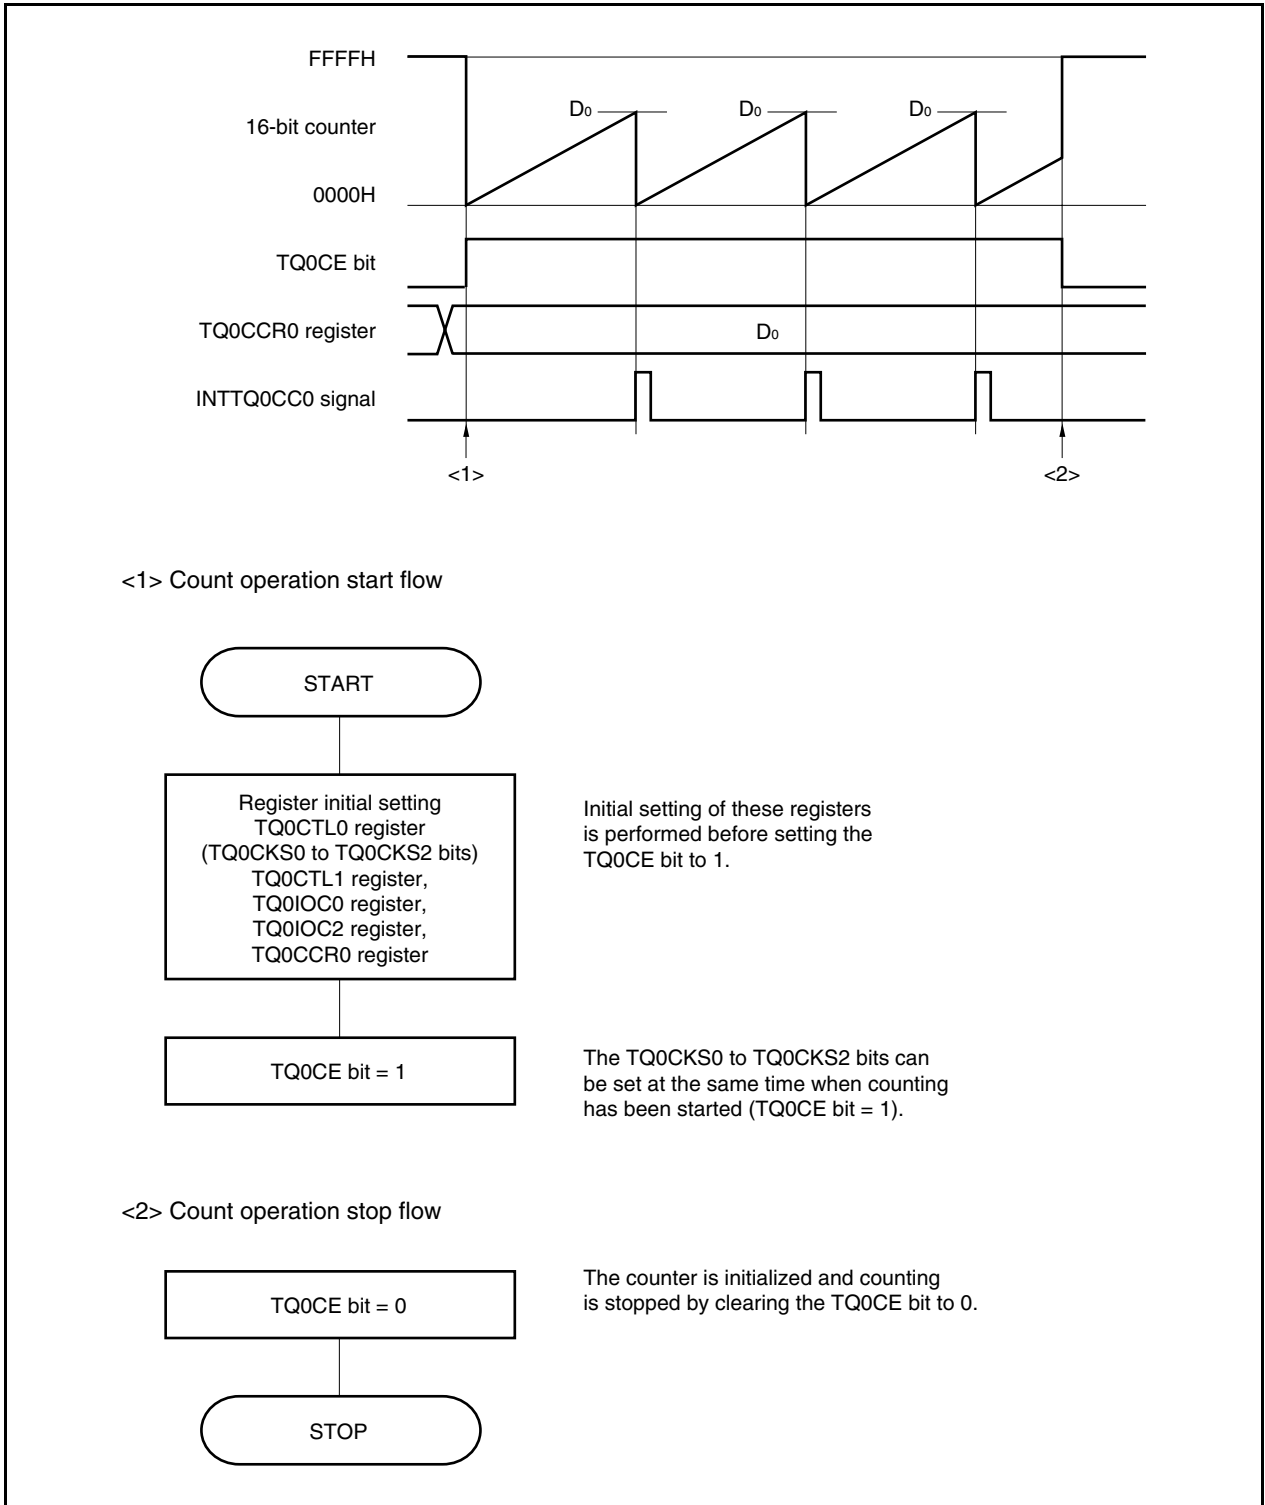 FFFFH
D0 D0 D0
16-bit counter
0000H
TQ0CE bit
TQ0CCR0 register D0
INTTQ0CC0 signal
<1> <2>
<1> Count operation start flow
START
Register initial setting
TQ0CTL0 register
(TQ0CKS0 to TQ0CKS2 bits)
TQ0CTL1 register,
TQ0IOC0 register,
TQ0IOC2 register,
TQ0CCR0 register
Initial setting of these registers
is performed before setting the
TQ0CE bit to 1.
TQ0CE bit = 1
The TQ0CKS0 to TQ0CKS2 bits can
be set at the same time when counting
has been started (TQ0CE bit = 1).
<2> Count operation stop flow
TQ0CE bit = 0
The counter is initialized and counting
is stopped by clearing the TQ0CE bit to 0.
STOP